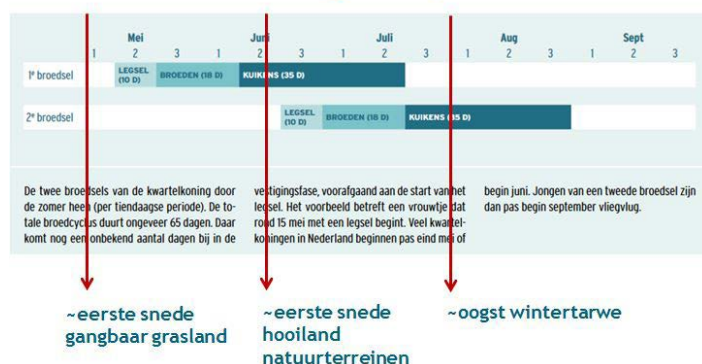 Mei Juni Juli Aug Sept
1 2 3 1 2 3 1 2 3 1 2 3 1 2 3
1e broedsel LEGSEL (10 D) BROEDEN (18 D) KUIKENS (35 D)
2e broedsel LEGSEL (10 D) BROEDEN (18 D) KUIKENS (35 D)
De twee broedsels van de kwartelkoning door
de zomer heen (per tiendaagse periode). De to-
tale broedcyclus duurt ongeveer 65 dagen. Daar
komt nog een onbekend aantal dagen bij in de
vestigingsfase, voorafgaand aan de start van het
legsel. Het voorbeeld betreft een vrouwtje dat
rond 15 mei met een legsel begint. Veel kwartel-
koningen in Nederland beginnen pas eind mei of
begin juni. Jongen van een tweede broedsel zijn
dan pas begin september vliegvlug.
~eerste snede
gangbaar grasland
~eerste snede
hooiland
natuurterreinen
~oogst wintertarwe